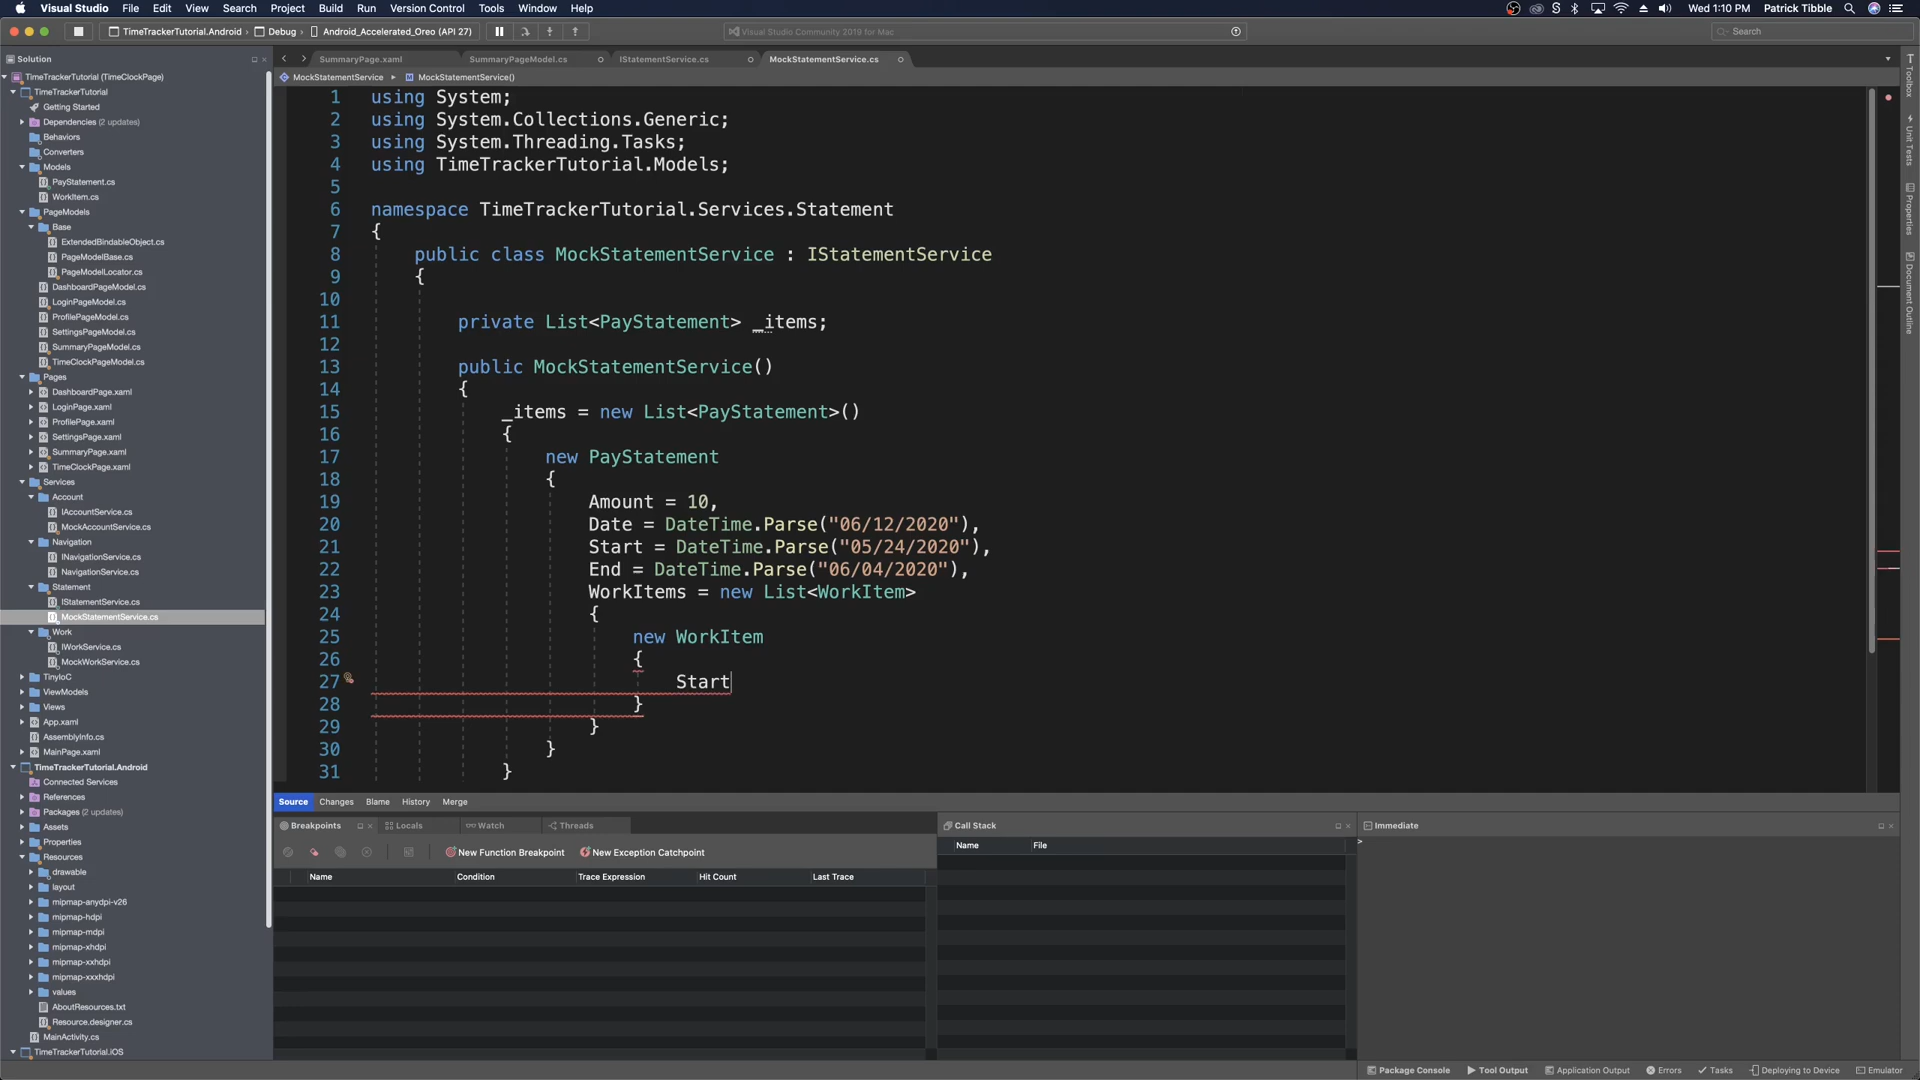 Visual Studio File Edit View Search Project Build Run Version Control Tools Window Help Wed 1:10 PM Patrick Tibble
TimeTrackerTutorial.Android Debug Android_Accelerated_Oreo (API 27) Visual Studio Community 2019 for Mac Search
Solution
TimeTrackerTutorial (TimeClockPage)
TimeTrackerTutorial
Getting Started
Dependencies (2 updates)
Behaviors
Converters
Models
PayStatement.cs
WorkItem.cs
PageModels
Base
ExtendedBindableObject.cs
PageModelBase.cs
PageModelLocator.cs
DashboardPageModel.cs
LoginPageModel.cs
ProfilePageModel.cs
SettingsPageModel.cs
SummaryPageModel.cs
TimeClockPageModel.cs
Pages
DashboardPage.xaml
LoginPage.xaml
ProfilePage.xaml
SettingsPage.xaml
SummaryPage.xaml
TimeClockPage.xaml
Services
Account
IAccountService.cs
MockAccountService.cs
Navigation
INavigationService.cs
NavigationService.cs
Statement
IStatementService.cs
MockStatementService.cs
Work
IWorkService.cs
MockWorkService.cs
TinyIoC
ViewModels
Views
App.xaml
AssemblyInfo.cs
MainPage.xaml
TimeTrackerTutorial.Android
Connected Services
References
Packages (2 updates)
Assets
Properties
Resources
drawable
layout
mipmap-anydpi-v26
mipmap-hdpi
mipmap-mdpi
mipmap-xhdpi
mipmap-xxhdpi
mipmap-xxxhdpi
values
AboutResources.txt
Resource.designer.cs
MainActivity.cs
TimeTrackerTutorial.iOS
SummaryPage.xaml SummaryPageModel.cs IStatementService.cs MockStatementService.cs
MockStatementService MockStatementService()
1 using System;
2 using System.Collections.Generic;
3 using System.Threading.Tasks;
4 using TimeTrackerTutorial.Models;
5
6 namespace TimeTrackerTutorial.Services.Statement
7 {
8 public class MockStatementService : IStatementService
9 {
10
11 private List<PayStatement> _items;
12
13 public MockStatementService()
14 {
15 _items = new List<PayStatement>()
16 {
17 new PayStatement
18 {
19 Amount = 10,
20 Date = DateTime.Parse("06/12/2020"),
21 Start = DateTime.Parse("05/24/2020"),
22 End = DateTime.Parse("06/04/2020"),
23 WorkItems = new List<WorkItem>
24 {
25 new WorkItem
26 {
27 Start
28 }
29 }
30 }
31 }
Source Changes Blame History Merge
Breakpoints Locals Watch Threads
New Function Breakpoint New Exception Catchpoint
Name Condition Trace Expression Hit Count Last Trace
Call Stack
Name File
Immediate
>
Toolbox
Unit Tests
Properties
Document Outline
Package Console Tool Output Application Output Errors Tasks Deploying to Device Emulator